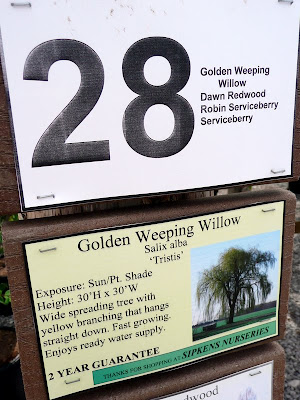 28
Golden Weeping
Willow
Dawn Redwood
Robin Serviceberry
Serviceberry
Golden Weeping Willow
Salix alba
'Tristis'
Exposure: Sun/Pt. Shade
Height: 30'H x 30'W
Wide spreading tree with
yellow branching that hangs
straight down. Fast growing.
Enjoys ready water supply.
2 YEAR GUARANTEE
THANKS FOR SHOPPING AT SIPKENS NURSERIES
Redwood